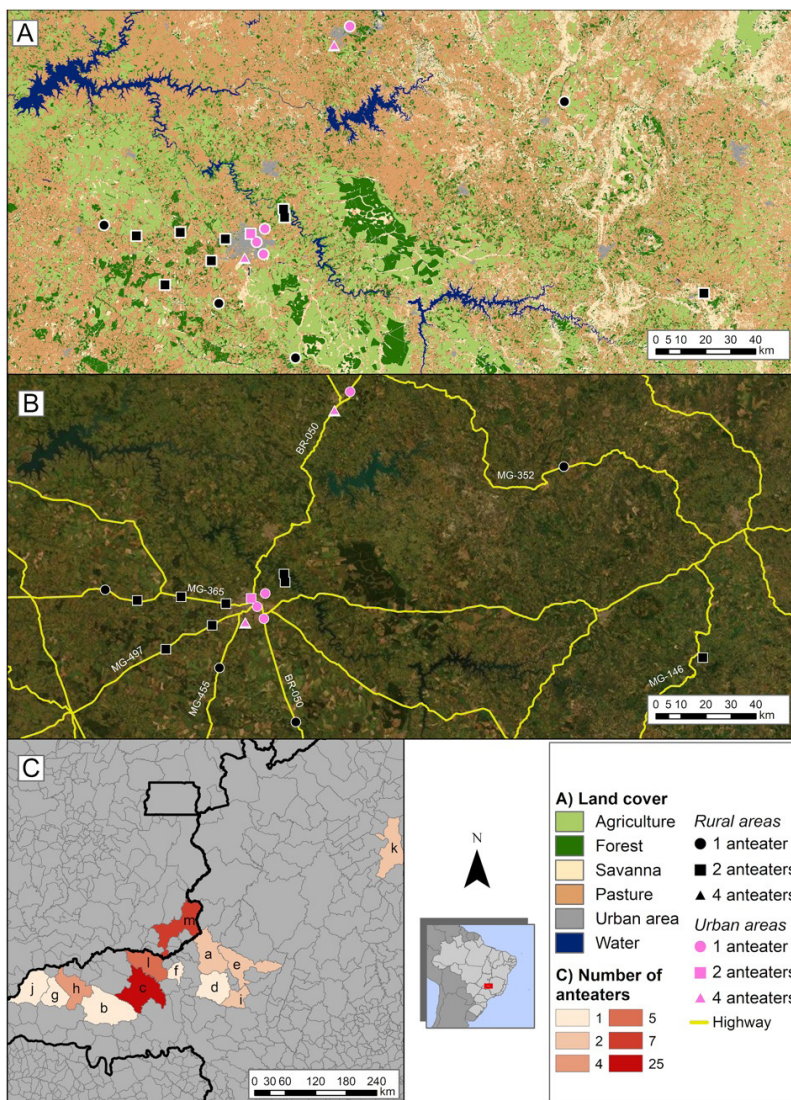 A
0 5 10 20 30 40
km
B
BR-050
MG-352
MG-365
MG-497
MG-455
BR-050
MG-146
0 5 10 20 30 40
km
C
k
m
l
a
e
f
j
g
h
c
d
b
i
0 30 60 120 180 240
km
N
A) Land cover
Agriculture
Forest
Savanna
Pasture
Urban area
Water
C) Number of
anteaters
1 5
2 7
4 25
Rural areas
1 anteater
2 anteaters
4 anteaters
Urban areas
1 anteater
2 anteaters
4 anteaters
Highway